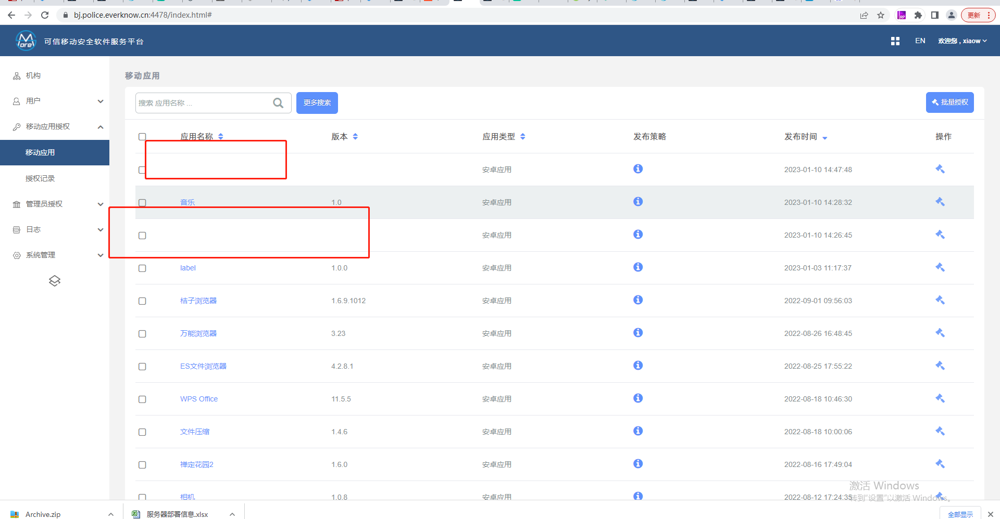 bj.police.everknow.cn:4478/index.html#
更新
More
可信移动安全软件服务平台
EN
欢迎您，xiaow
机构
用户
移动应用授权
移动应用
授权记录
管理员授权
日志
系统管理
移动应用
搜索 应用名称 ...
更多搜索
批量授权
应用名称 版本 应用类型 发布策略 发布时间 操作
安卓应用 2023-01-10 14:47:48
音乐 1.0 安卓应用 2023-01-10 14:28:32
安卓应用 2023-01-10 14:26:45
label 1.0.0 安卓应用 2023-01-03 11:17:37
桔子浏览器 1.6.9.1012 安卓应用 2022-09-01 09:56:03
万能浏览器 3.23 安卓应用 2022-08-26 16:48:45
ES文件浏览器 4.2.8.1 安卓应用 2022-08-25 17:55:22
WPS Office 11.5.5 安卓应用 2022-08-18 10:46:30
文件压缩 1.4.6 安卓应用 2022-08-18 10:00:06
禅定花园2 1.6.0 安卓应用 2022-08-16 17:49:04
相机 1.0.8 安卓应用 2022-08-12 17:24:35
激活 Windows
转到"设置"以激活 Windows。
Archive.zip
服务器部署信息.xlsx
全部显示